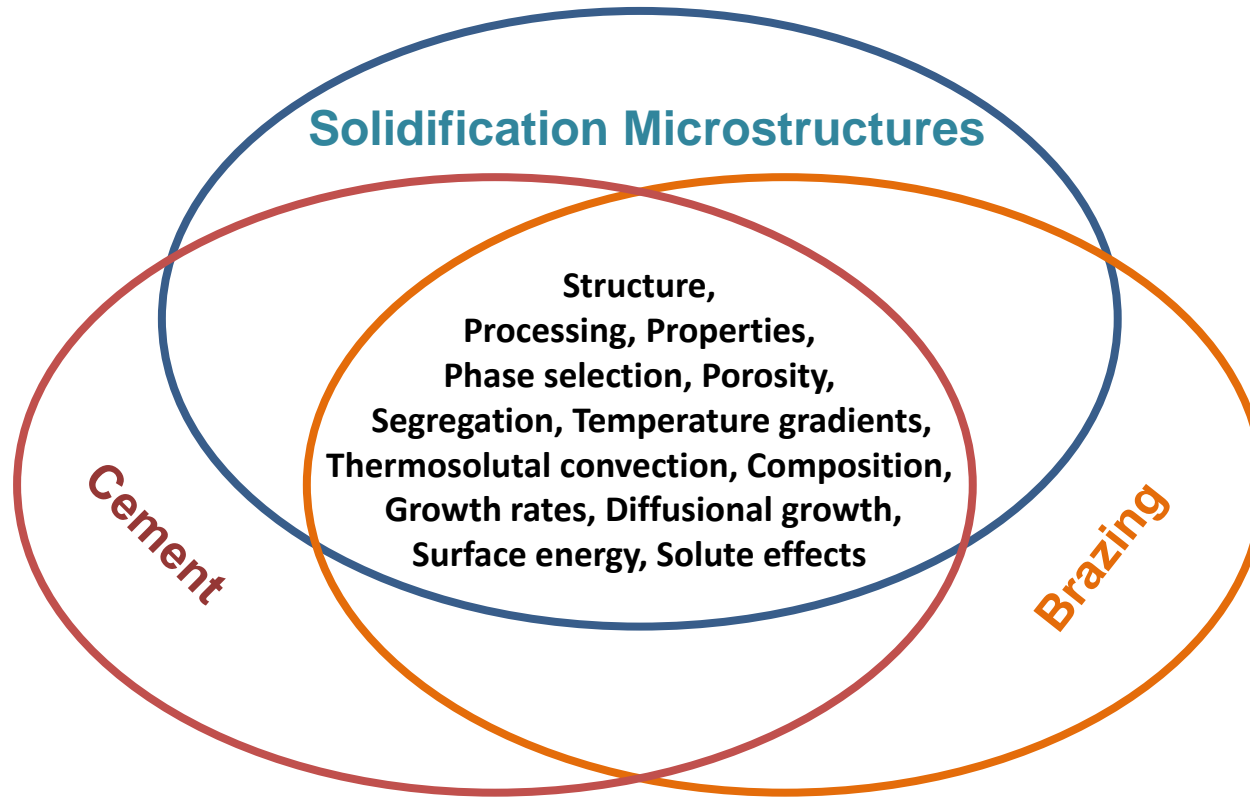 Solidification Microstructures
Structure,
Processing, Properties,
Phase selection, Porosity,
Segregation, Temperature gradients,
Thermosolutal convection, Composition,
Growth rates, Diffusional growth,
Surface energy, Solute effects
Cement
Brazing